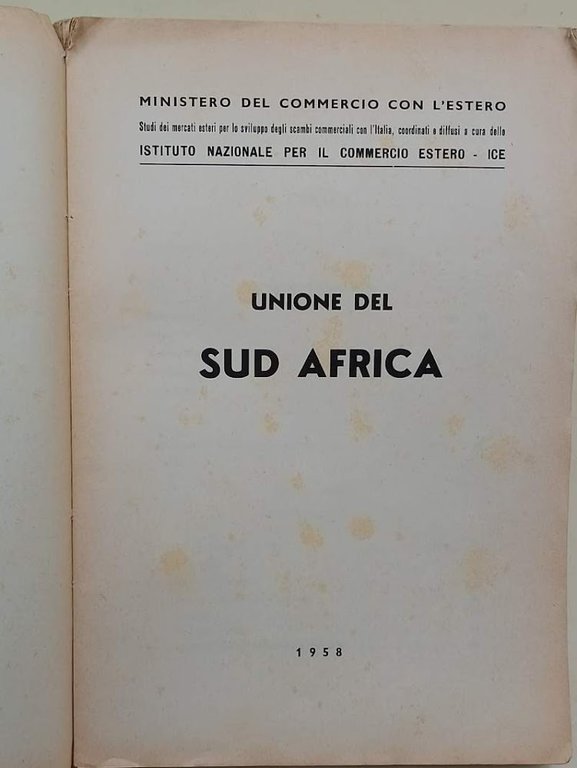 MINISTERO DEL COMMERCIO CON L'ESTERO
Studi dei mercati esteri per lo sviluppo degli scambi commerciali con l'Italia, coordinati e diffusi a cura dello
ISTITUTO NAZIONALE PER IL COMMERCIO ESTERO - ICE
UNIONE DEL
SUD AFRICA
1958